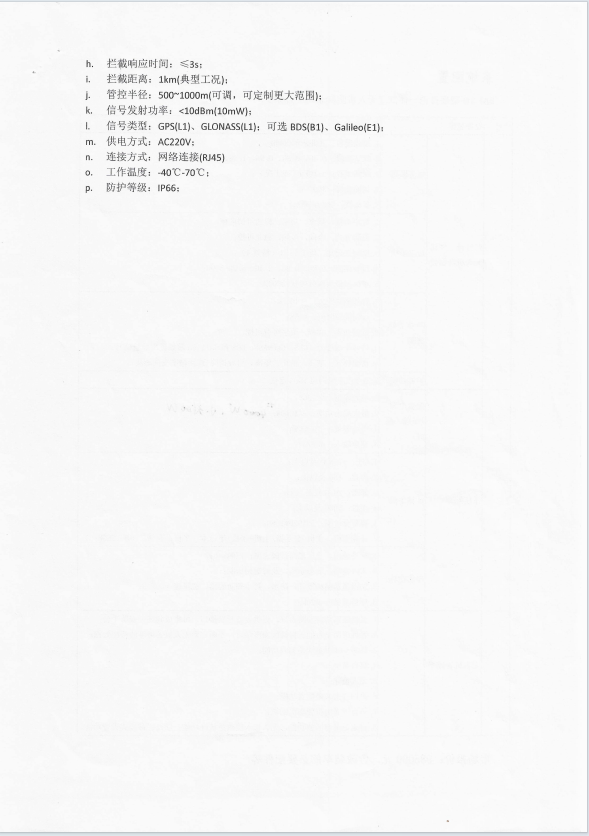 h. 拦截响应时间：≤3s；
i. 拦截距离：1km(典型工况)；
j. 管控半径：500~1000m(可调，可定制更大范围)；
k. 信号发射功率：<10dBm(10mW)；
l. 信号类型：GPS(L1)、GLONASS(L1)；可选 BDS(B1)、Galileo(E1)；
m. 供电方式：AC220V；
n. 连接方式：网络连接(RJ45)
o. 工作温度：-40℃-70℃；
p. 防护等级：IP66；